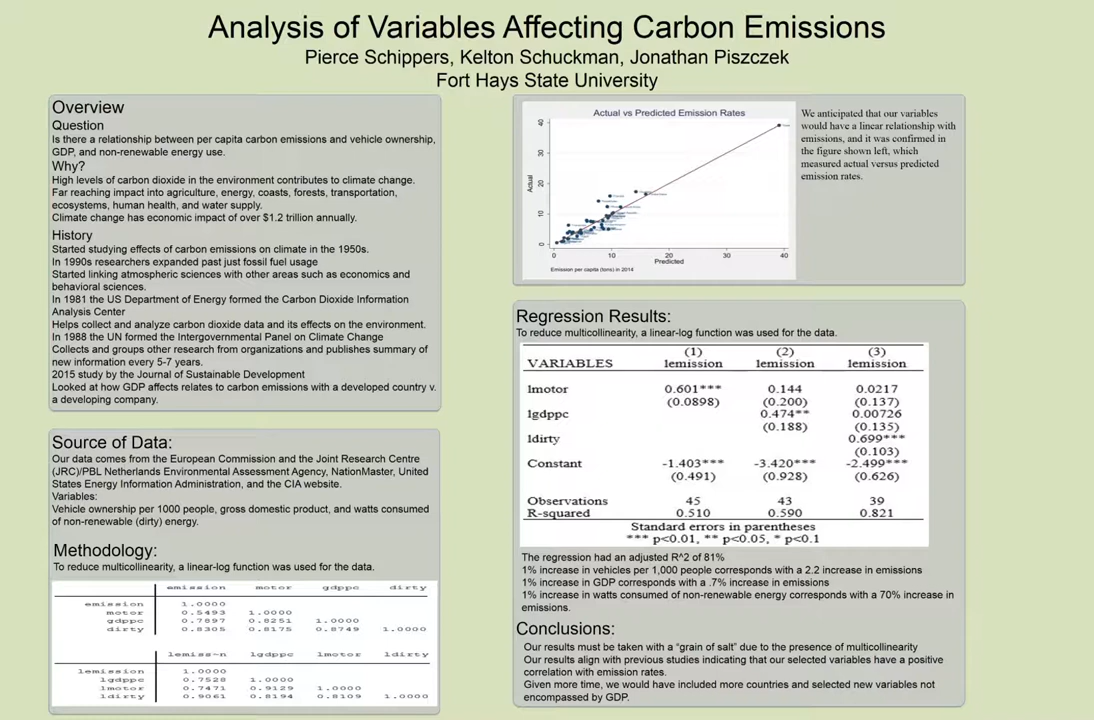 Analysis of Variables Affecting Carbon Emissions
Pierce Schippers, Kelton Schuckman, Jonathan Piszczek
Fort Hays State University
Overview
Question
Is there a relationship between per capita carbon emissions and vehicle ownership,
GDP, and non-renewable energy use.
Why?
High levels of carbon dioxide in the environment contributes to climate change.
Far reaching impact into agriculture, energy, coasts, forests, transportation,
ecosystems, human health, and water supply.
Climate change has economic impact of over $1.2 trillion annually.
History
Started studying effects of carbon emissions on climate in the 1950s.
In 1990s researchers expanded past just fossil fuel usage
Started linking atmospheric sciences with other areas such as economics and
behavioral sciences.
In 1981 the US Department of Energy formed the Carbon Dioxide Information
Analysis Center
Helps collect and analyze carbon dioxide data and its effects on the environment.
In 1988 the UN formed the Intergovernmental Panel on Climate Change
Collects and groups other research from organizations and publishes summary of
new information every 5-7 years.
2015 study by the Journal of Sustainable Development
Looked at how GDP affects relates to carbon emissions with a developed country v.
a developing company.
Source of Data:
Our data comes from the European Commission and the Joint Research Centre
(JRC)/PBL Netherlands Environmental Assessment Agency, NationMaster, United
States Energy Information Administration, and the CIA website.
Variables:
Vehicle ownership per 1000 people, gross domestic product, and watts consumed
of non-renewable (dirty) energy.
Methodology:
To reduce multicollinearity, a linear-log function was used for the data.
emission motor gdppc dirty
emission 1.0000
motor 0.5493 1.0000
gdppc 0.7897 0.8251 1.0000
dirty 0.8305 0.8175 0.8749 1.0000
lemiss~n lgdppc lmotor ldirty
lemission 1.0000
lgdppc 0.7528 1.0000
lmotor 0.7471 0.9129 1.0000
ldirty 0.9061 0.8194 0.8109 1.0000
Actual vs Predicted Emission Rates
Actual
40
30
20
10
0
0 10 20 30 40
Predicted
Emission per capita (tons) in 2014
We anticipated that our variables
would have a linear relationship with
emissions, and it was confirmed in
the figure shown left, which
measured actual versus predicted
emission rates.
Regression Results:
To reduce multicollinearity, a linear-log function was used for the data.
(1) (2) (3)
VARIABLES lemission lemission lemission
lmotor 0.601*** 0.144 0.0217
(0.0898) (0.200) (0.137)
lgdppc 0.474** 0.00726
(0.188) (0.135)
ldirty 0.699***
(0.103)
Constant -1.403*** -3.420*** -2.499***
(0.491) (0.928) (0.626)
Observations 45 43 39
R-squared 0.510 0.590 0.821
Standard errors in parentheses
*** p<0.01, ** p<0.05, * p<0.1
The regression had an adjusted R^2 of 81%
1% increase in vehicles per 1,000 people corresponds with a 2.2 increase in emissions
1% increase in GDP corresponds with a .7% increase in emissions
1% increase in watts consumed of non-renewable energy corresponds with a 70% increase in
emissions.
Conclusions:
Our results must be taken with a “grain of salt” due to the presence of multicollinearity
Our results align with previous studies indicating that our selected variables have a positive
correlation with emission rates.
Given more time, we would have included more countries and selected new variables not
encompassed by GDP.